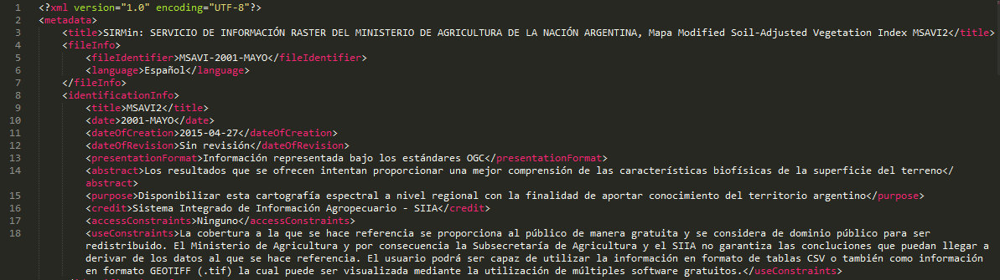 1 <?xml version="1.0" encoding="UTF-8"?>
2 <metadata>
3 <title>SIRMin: SERVICIO DE INFORMACIÓN RASTER DEL MINISTERIO DE AGRICULTURA DE LA NACIÓN ARGENTINA, Mapa Modified Soil-Adjusted Vegetation Index MSAVI2</title>
4 <fileInfo>
5 <fileIdentifier>MSAVI-2001-MAYO</fileIdentifier>
6 <language>Español</language>
7 </fileInfo>
8 <identificationInfo>
9 <title>MSAVI2</title>
10 <date>2001-MAYO</date>
11 <dateOfCreation>2015-04-27</dateOfCreation>
12 <dateOfRevision>Sin revisión</dateOfRevision>
13 <presentationFormat>Información representada bajo los estándares OGC</presentationFormat>
14 <abstract>Los resultados que se ofrecen intentan proporcionar una mejor comprensión de las características biofísicas de la superficie del terreno</
abstract>
15 <purpose>Disponibilizar esta cartografía espectral a nivel regional con la finalidad de aportar conocimiento del territorio argentino</purpose>
16 <credit>Sistema Integrado de Información Agropecuario - SIIA</credit>
17 <accessConstraints>Ninguno</accessConstraints>
18 <useConstraints>La cobertura a la que se hace referencia se proporciona al público de manera gratuita y se considera de dominio público para ser
redistribuido. El Ministerio de Agricultura y por consecuencia la Subsecretaría de Agricultura y el SIIA no garantiza las concluciones que puedan llegar a
derivar de los datos al que se hace referencia. El usuario podrá ser capaz de utilizar la información en formato de tablas CSV o también como información
en formato GEOTIFF (.tif) la cual puede ser visualizada mediante la utilización de múltiples software gratuitos.</useConstraints>